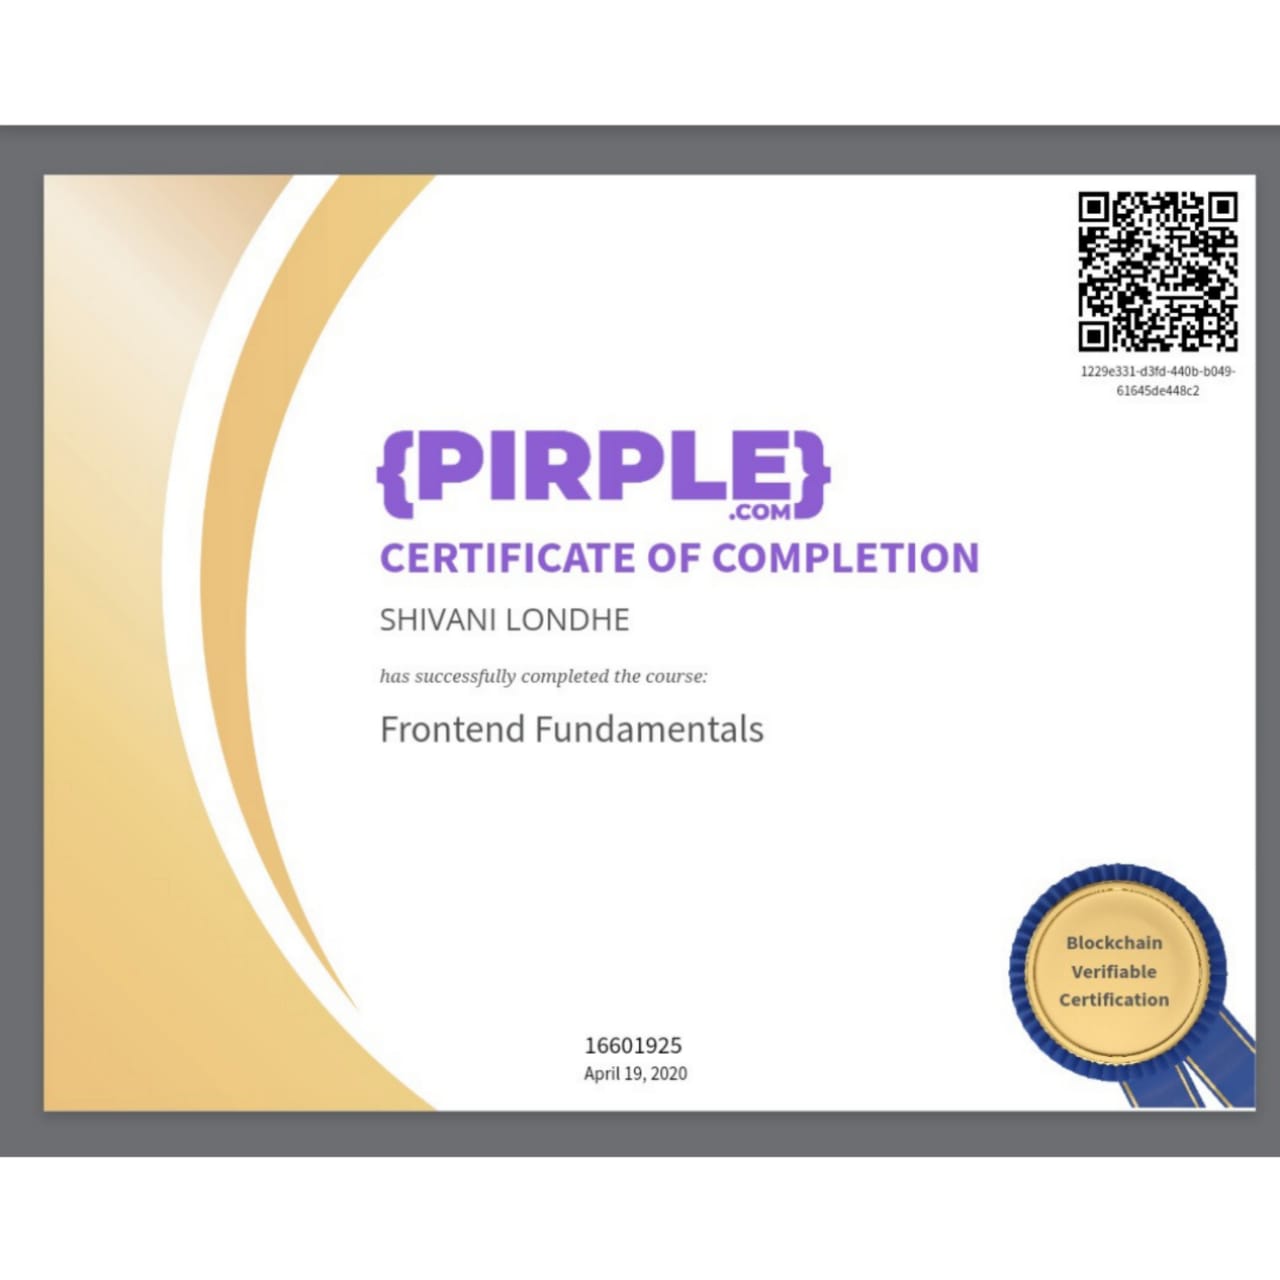 1229e331-d3fd-440b-b049-
61645de448c2
{PIRPLE}
.COM
CERTIFICATE OF COMPLETION
SHIVANI LONDHE
has successfully completed the course:
Frontend Fundamentals
Blockchain
Verifiable
Certification
16601925
April 19, 2020